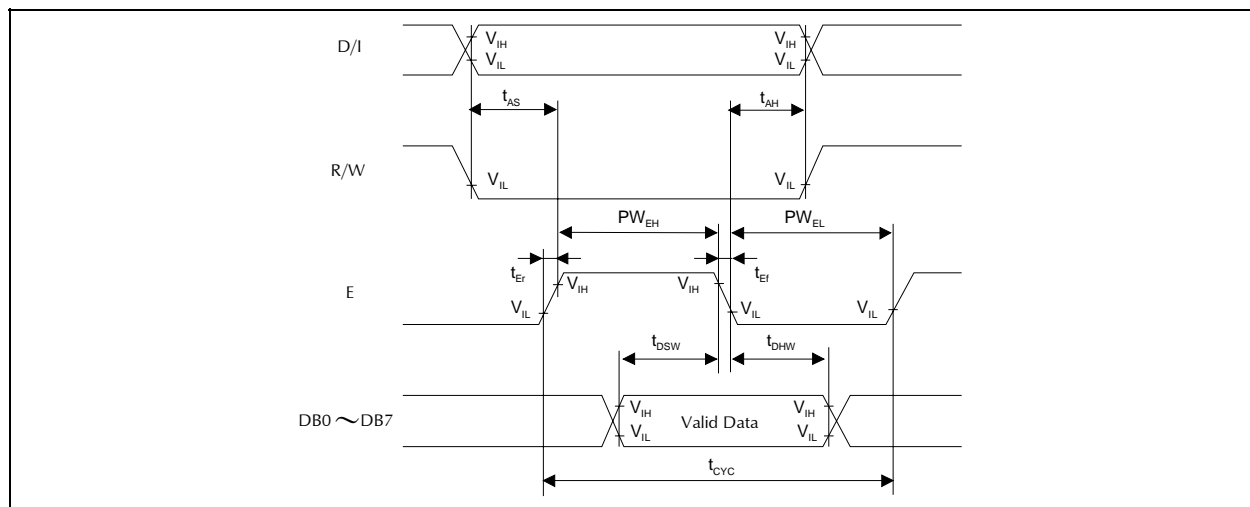 D/I
V_IH V_IH
V_IL V_IL
t_AS t_AH
R/W
V_IL V_IL
PW_EH PW_EL
t_Er t_Ef
E
V_IH V_IH
V_IL V_IL V_IL
t_DSW t_DHW
DB0 ~ DB7
V_IH Valid Data V_IH
V_IL V_IL
t_CYC